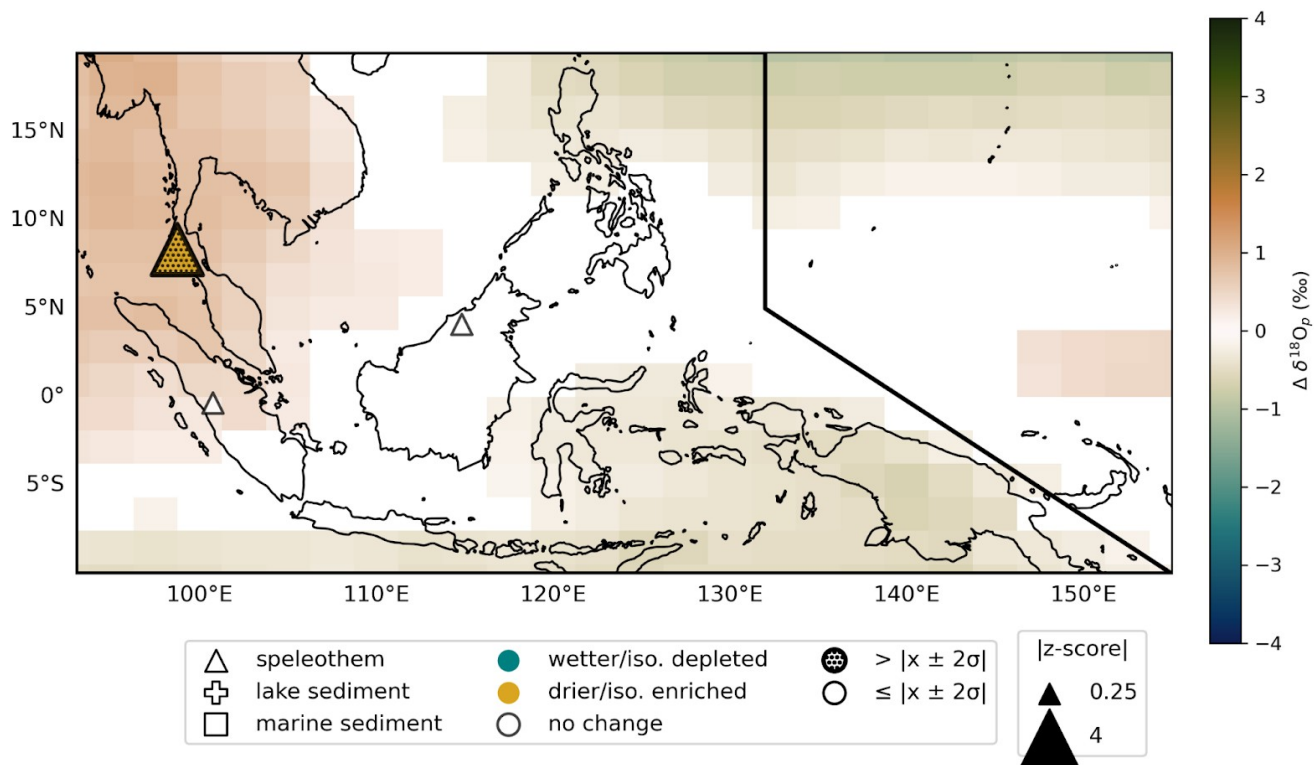 15°N
10°N
5°N
0°
5°S
100°E 110°E 120°E 130°E 140°E 150°E
4
3
2
1
0
−1
−2
−3
−4
Δ δ¹⁸Oₚ (‰)
speleothem
lake sediment
marine sediment
wetter/iso. depleted
drier/iso. enriched
no change
> |x ± 2σ|
≤ |x ± 2σ|
|z-score|
0.25
4